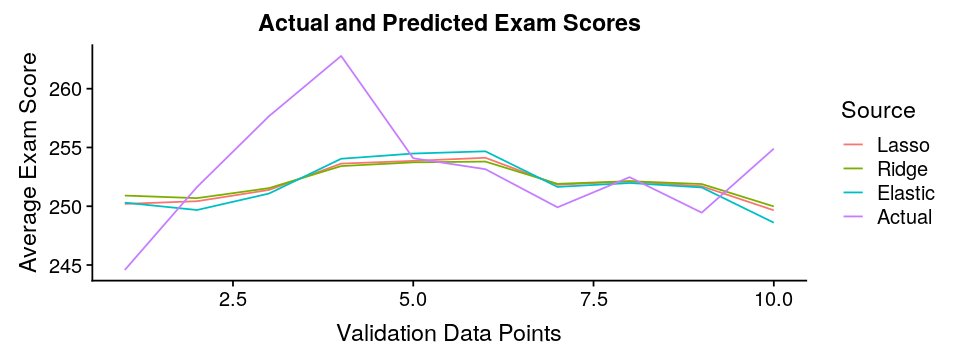 Actual and Predicted Exam Scores
Average Exam Score
260
255
250
245
2.5
5.0
7.5
10.0
Validation Data Points
Source
Lasso
Ridge
Elastic
Actual